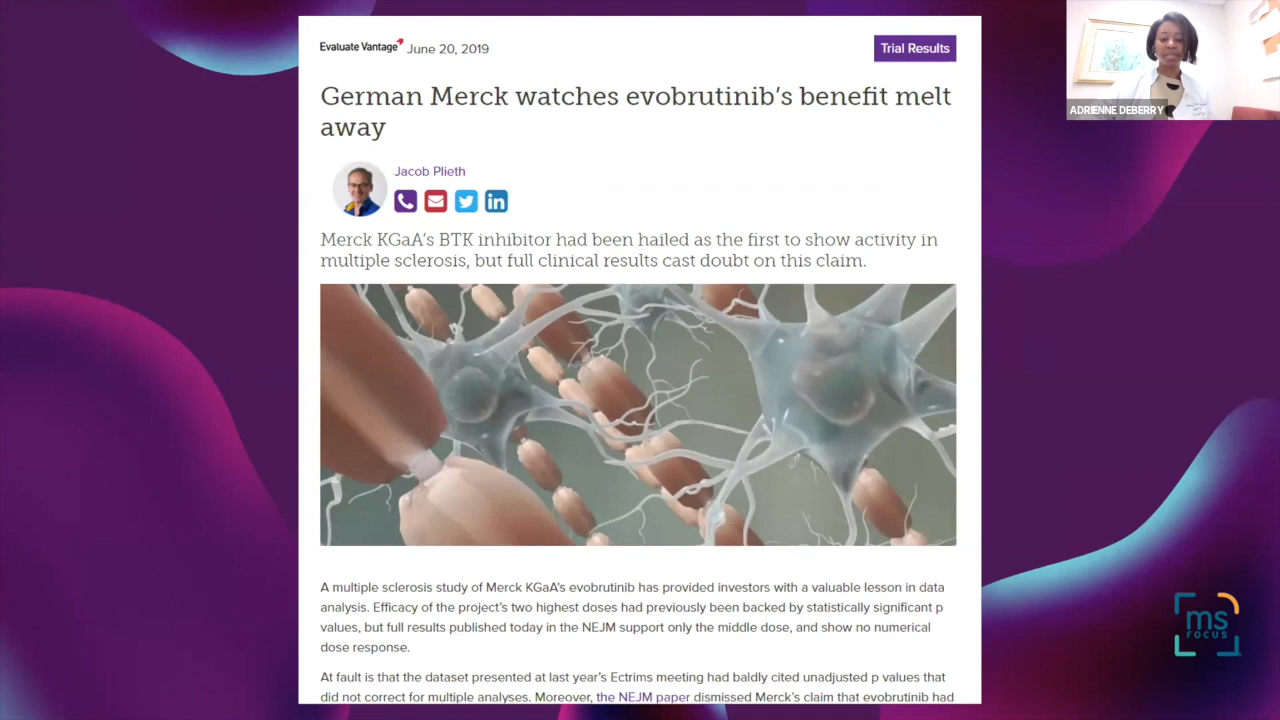 Evaluate Vantage June 20, 2019
Trial Results
German Merck watches evobrutinib's benefit melt
away
Jacob Plieth
in
Merck KGaA's BTK inhibitor had been hailed as the first to show activity in
multiple sclerosis, but full clinical results cast doubt on this claim.
A multiple sclerosis study of Merck KGaA's evobrutinib has provided investors with a valuable lesson in data
analysis. Efficacy of the project's two highest doses had previously been backed by statistically significant p
values, but full results published today in the NEJM support only the middle dose, and show no numerical
dose response.
At fault is that the dataset presented at last year's Ectrims meeting had baldly cited unadjusted p values that
did not correct for multiple analyses. Moreover, the NEJM paper dismissed Merck's claim that evobrutinib had
ADRIENNE DEBERRY
ms
FOCUS